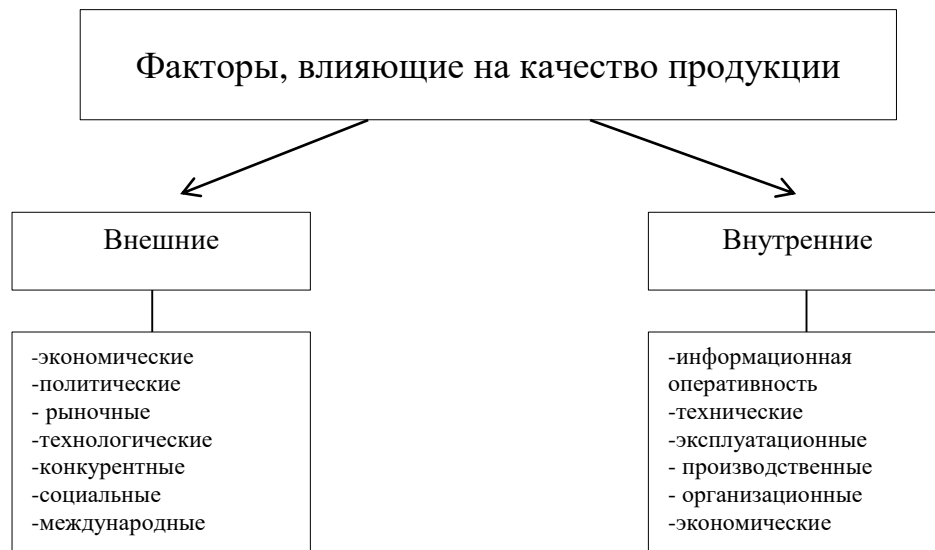 Факторы, влияющие на качество продукции
Внешние
-экономические
-политические
- рыночные
-технологические
-конкурентные
-социальные
-международные
Внутренние
-информационная
оперативность
-технические
-эксплуатационные
- производственные
- организационные
-экономические